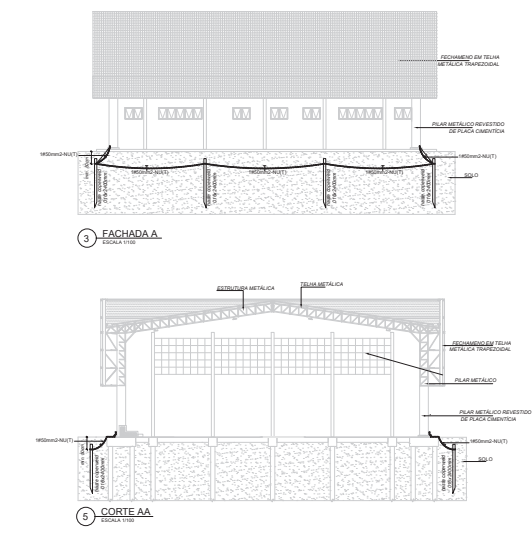 FECHAMENO EM TELHA
METÁLICA TRAPEZOIDAL
PILAR METÁLICO REVESTIDO
DE PLACA CIMENTÍCIA
1#50mm2-NU(T)
1#50mm2-NU(T)
SOLO
1#50mm2-NU(T)
1#50mm2-NU(T)
1#50mm2-NU(T)
3 FACHADA A
ESCALA 1/100
ESTRUTURA METÁLICA
TELHA METÁLICA
FECHAMENO EM TELHA
METÁLICA TRAPEZOIDAL
PILAR METÁLICO
PILAR METÁLICO REVESTIDO
DE PLACA CIMENTÍCIA
1#50mm2-NU(T)
1#50mm2-NU(T)
SOLO
5 CORTE AA
ESCALA 1/100